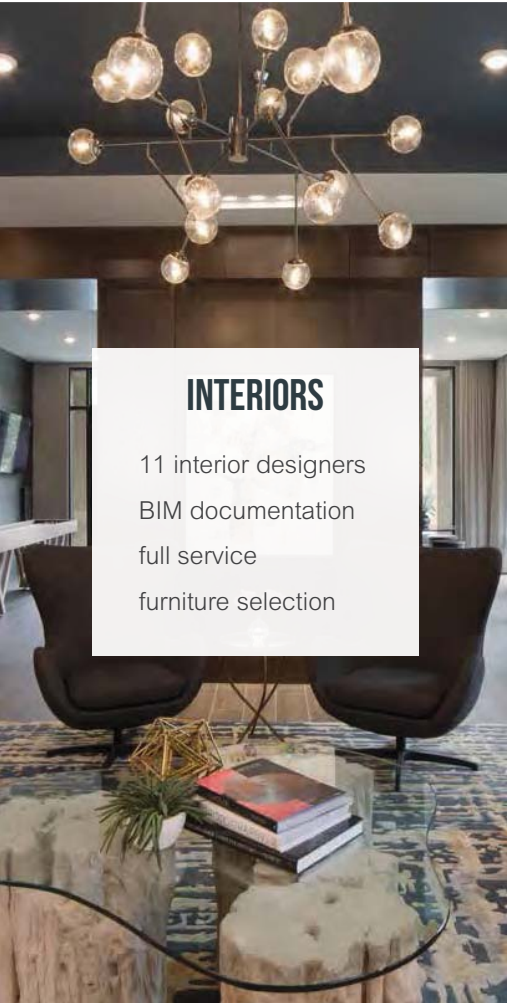 INTERIORS
11 interior designers
BIM documentation
full service
furniture selection